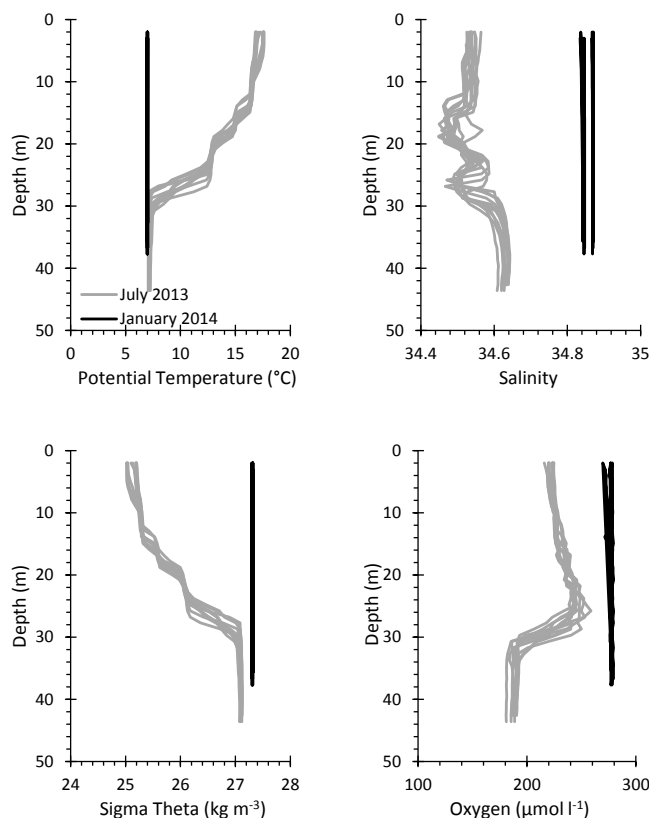 0
10
20
30
40
50
Depth (m)
July 2013
January 2014
0 5 10 15 20
Potential Temperature (°C)
0
10
20
30
40
50
Depth (m)
34.4 34.6 34.8 35
Salinity
0
10
20
30
40
50
Depth (m)
24 25 26 27 28
Sigma Theta (kg m⁻³)
0
10
20
30
40
50
Depth (m)
100 200 300
Oxygen (μmol l⁻¹)